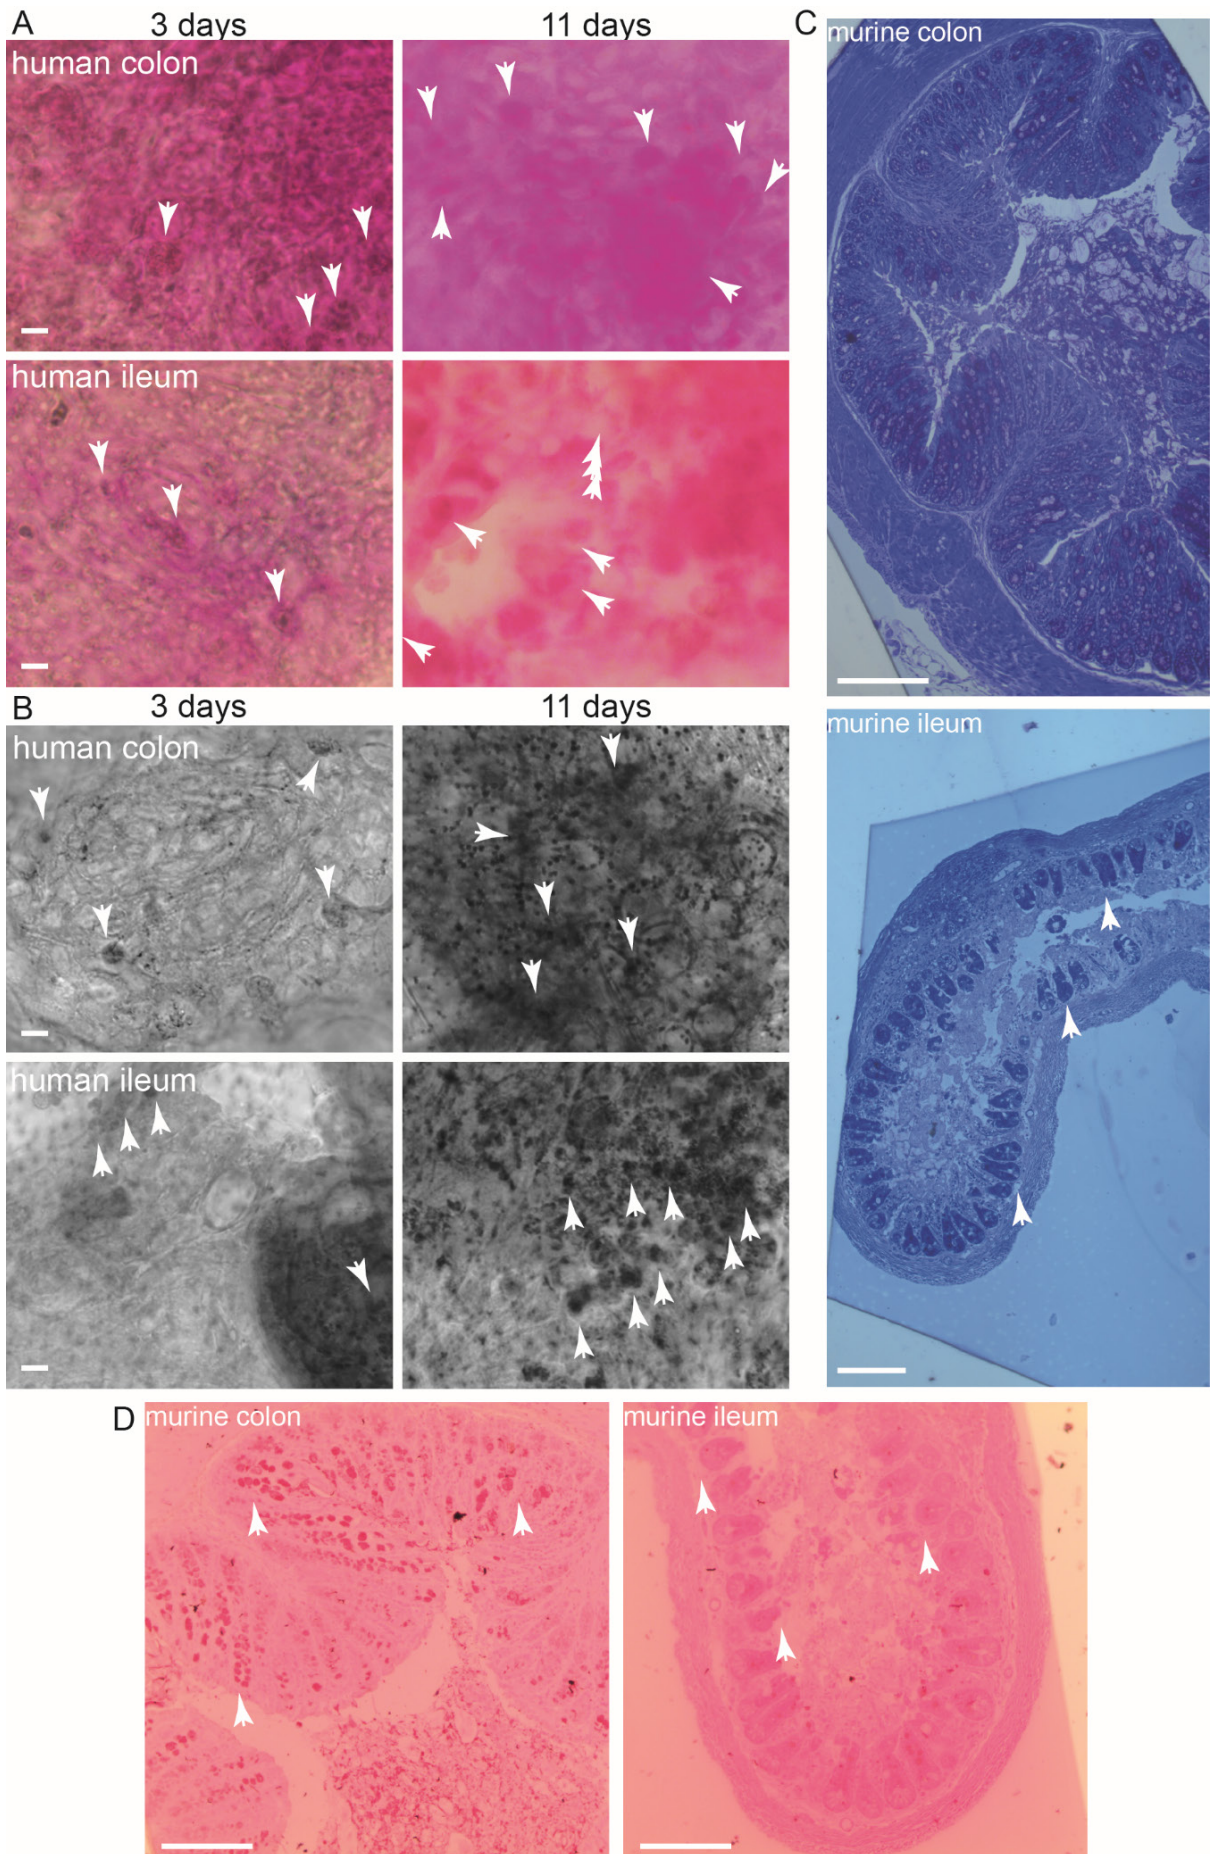 A
3 days
11 days
C
human colon
murine colon
human ileum
B
3 days
11 days
human colon
murine ileum
human ileum
D
murine colon
murine ileum